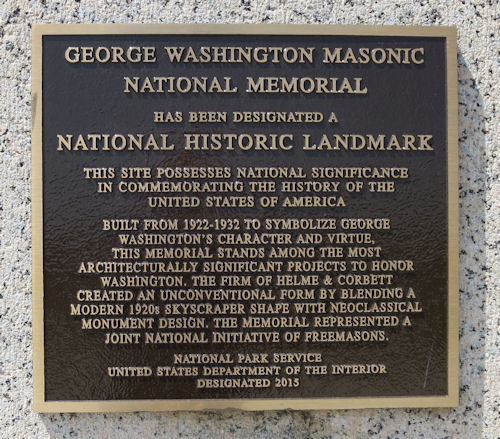 GEORGE WASHINGTON MASONIC
NATIONAL MEMORIAL
HAS BEEN DESIGNATED A
NATIONAL HISTORIC LANDMARK
THIS SITE POSSESSES NATIONAL SIGNIFICANCE
IN COMMEMORATING THE HISTORY OF THE
UNITED STATES OF AMERICA
BUILT FROM 1922-1932 TO SYMBOLIZE GEORGE
WASHINGTON'S CHARACTER AND VIRTUE,
THIS MEMORIAL STANDS AMONG THE MOST
ARCHITECTURALLY SIGNIFICANT PROJECTS TO HONOR
WASHINGTON. THE FIRM OF HELME & CORBETT
CREATED AN UNCONVENTIONAL FORM BY BLENDING A
MODERN 1920s SKYSCRAPER SHAPE WITH NEOCLASSICAL
MONUMENT DESIGN. THE MEMORIAL REPRESENTED A
JOINT NATIONAL INITIATIVE OF FREEMASONS.
NATIONAL PARK SERVICE
UNITED STATES DEPARTMENT OF THE INTERIOR
DESIGNATED 2015